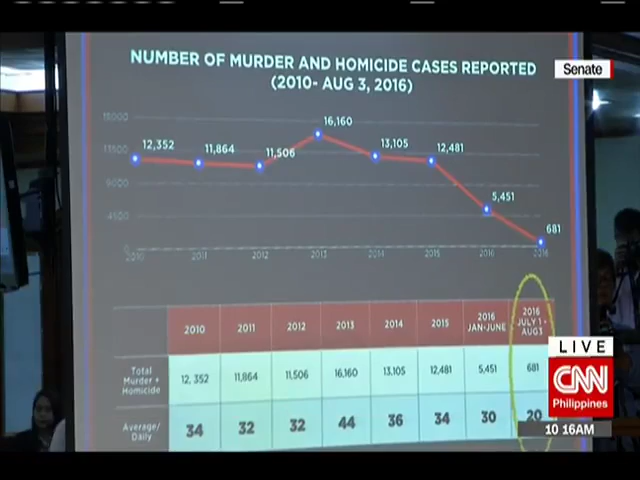 NUMBER OF MURDER AND HOMICIDE CASES REPORTED
(2010- AUG 3, 2016)
Senate
16,160
12,352
11,864
11,506
13,105
12,481
5,451
681
9000
4500
0
2010
2011
2012
2013
2014
2015
2016
2016
2010
2011
2012
2013
2014
2015
2016
JAN-JUNE
2016
JULY 1 -
AUG3
Total
Murder +
Homicide
12, 352
11,864
11,506
16,160
13,105
12,481
5,451
681
Average/
Daily
34
32
32
44
36
34
30
20
LIVE
CNN
Philippines
10 16AM